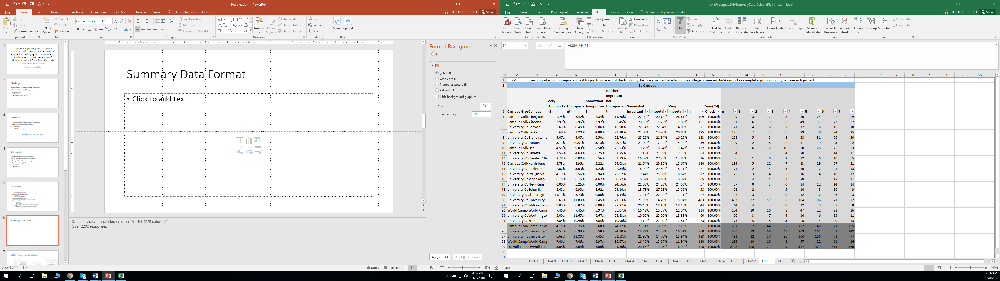 Presentation1 - PowerPoint
File Home Insert Design Transitions Animations Slide Show Review View Tell me what you want to do... STEPHEN BORRELLI Share
Paste Cut Copy Format Painter
New Slide Layout Reset Section
Calibri (Body) 12
Text Direction Align Text Convert to SmartArt
Arrange Quick Styles Shape Fill Shape Outline Shape Effects
Find Replace Select
Share Upload
Clipboard Slides Font Paragraph Drawing Editing Box
1
Disseminating Findings on User Needs
Across a Multi-Campus Library System: An
approach to packaging and communicating
results from the Ithaka S+R Survey of
Undergraduates at Penn State University
2
Challenge:
3
Challenge:
Third week on the job!!!
4
Objectives:
5
Objectives:
6
Summary Data Format
7
20 Individual Campus Reports
Summary Data Format
• Click to add text
Dataset received included columns A – HT (228 columns)
Over 2200 responses
Format Background
Fill
Solid fill
Gradient fill
Picture or texture fill
Pattern fill
Hide background graphics
Color
Transparency 0%
Apply to All Reset Background
Slide 6 of 11 Notes Comments 87%
4:06 PM
11/8/2018
IthakaUndergrad2016SummaryData-DeIdentified (1).xlsx - Excel
File Home Insert Page Layout Formulas Data Review View Tell me what you want to do... STEPHEN BORRELLI Share
From Access From Web From Text From Other Sources Existing Connections
New Query Show Queries From Table Recent Sources
Refresh All Connections Properties Edit Links
Sort Filter Clear Reapply Advanced
Text to Columns Flash Fill Remove Duplicates Data Validation Consolidate Relationships Manage Data Model
What-If Analysis Forecast Sheet
Group Ungroup Subtotal Show Detail Hide Detail
Get External Data Get & Transform Connections Sort & Filter Data Tools Forecast Outline
L4 =SUM(M4:S4)
A B C D E F G H I J K L M N O P Q R S T U V W X Y Z AA
1 UR2-1 How important or unimportant is it to you to do each of the following before you graduate from this college or university?-Conduct or complete your own original research project
2 By Campus
Neither
Important
Very Somewhat nor
Unimporta Unimporta Inimportan Unimportan Somewhat Very Sum(C-I)
3 Campus Gro Campus nt nt t t Important Importa Importan n Check n 1 2 3 4 5 6 7
4 Campus Coll Abington 2.75% 6.42% 7.34% 14.68% 22.02% 20.18% 26.61% 109 100.00% 109 3 7 8 16 24 22 29
5 Campus Coll Altoona 3.97% 5.96% 3.97% 32.45% 20.53% 15.23% 17.88% 151 100.00% 151 6 9 6 49 31 23 27
6 University Cc Beaver 5.63% 8.45% 9.86% 16.90% 22.54% 22.54% 14.08% 71 100.00% 71 4 6 7 12 16 16 10
7 Campus Coll Berks 5.60% 3.20% 4.80% 23.20% 24.00% 19.20% 20.00% 125 100.00% 125 7 4 6 29 30 24 25
8 University Cc Brandywine 4.07% 4.07% 6.50% 22.76% 25.20% 21.14% 16.26% 123 100.00% 123 5 5 8 28 31 26 20
9 University Cc DuBois 5.13% 20.51% 5.13% 28.21% 23.08% 12.82% 5.13% 39 100.00% 39 2 8 2 11 9 5 2
10 Campus Coll Erie 4.55% 9.09% 7.58% 22.73% 19.70% 18.94% 17.42% 132 100.00% 132 6 12 10 30 26 25 23
11 University Cc Fayette 1.56% 4.69% 6.25% 31.25% 17.19% 21.88% 17.19% 64 100.00% 64 1 3 4 20 11 14 11
12 University Cc Greater Alle 2.78% 0.00% 5.56% 33.33% 16.67% 27.78% 13.89% 36 100.00% 36 1 0 2 12 6 10 5
13 Campus Coll Harrisburg 3.73% 8.96% 5.22% 24.63% 21.64% 20.15% 15.67% 134 100.00% 134 5 12 7 33 29 27 21
14 University Cc Hazleton 2.82% 5.63% 4.23% 22.54% 16.90% 29.58% 18.31% 71 100.00% 71 2 4 3 16 12 21 13
15 University Cc LeHigh Vall 4.17% 5.56% 6.94% 22.22% 19.44% 25.00% 16.67% 72 100.00% 72 3 4 5 16 14 18 12
16 University Cc Mont Alto 6.15% 6.15% 4.62% 30.77% 16.92% 18.46% 16.92% 65 100.00% 65 4 4 3 20 11 12 11
17 University Cc New Kensir 0.00% 5.26% 0.00% 24.56% 21.05% 24.56% 24.56% 57 100.00% 57 0 3 0 14 12 14 14
18 University Cc Schuylkill 3.45% 6.90% 8.62% 24.14% 13.79% 27.59% 15.52% 58 100.00% 58 2 4 5 14 8 16 9
19 University Cc Shenango 11.11% 3.70% 0.00% 44.44% 7.41% 22.22% 11.11% 27 100.00% 27 3 1 0 12 2 6 3
20 University Pa University P 6.63% 11.80% 7.45% 21.53% 21.95% 14.70% 15.94% 483 100.00% 483 32 57 36 104 106 71 77
21 University Cc Wilkes-Barr 9.09% 6.82% 0.00% 27.27% 20.45% 18.18% 18.18% 44 100.00% 44 4 3 0 12 9 8 8
22 World Camp World Camp 7.46% 7.46% 5.97% 35.07% 16.42% 15.67% 11.94% 134 100.00% 134 10 10 8 47 22 21 16
23 University Cc Worthingto 5.00% 11.67% 6.67% 23.33% 10.00% 25.00% 18.33% 60 100.00% 60 3 7 4 14 6 15 11
24 University Cc York 6.85% 10.96% 6.85% 10.96% 19.18% 27.40% 17.81% 73 100.00% 73 5 8 5 8 14 20 13
25 Campus Coll Campus Col 4.15% 6.76% 5.68% 24.12% 21.51% 18.59% 19.20% 651 100.00% 651 27 44 37 157 140 121 125
26 University Cc University C 4.53% 6.98% 5.58% 24.30% 18.72% 23.37% 16.51% 860 100.00% 860 39 60 48 209 161 201 142
27 University Pa University P 6.63% 11.80% 7.45% 21.53% 21.95% 14.70% 15.94% 483 100.00% 483 32 57 36 104 106 71 77
28 World Camp World Camp 7.46% 7.46% 5.97% 35.07% 16.42% 15.67% 11.94% 134 100.00% 134 10 10 8 47 22 21 16
29 Overall Libra Overall Libr 5.08% 8.04% 6.06% 24.30% 20.16% 19.45% 16.92% 2128 100.00% 2128 108 171 129 517 429 414 360
30
31
... UR4-10 UR4-9 UR4-8 UR4-7 UR4-6 UR4-5 UR4-4 UR4-3 UR4-2 UR4-1 UR3 UR2-5 UR2-4 UR2-3 UR2-2 UR2-1 UR ...
Ready 100%
4:06 PM
11/8/2018